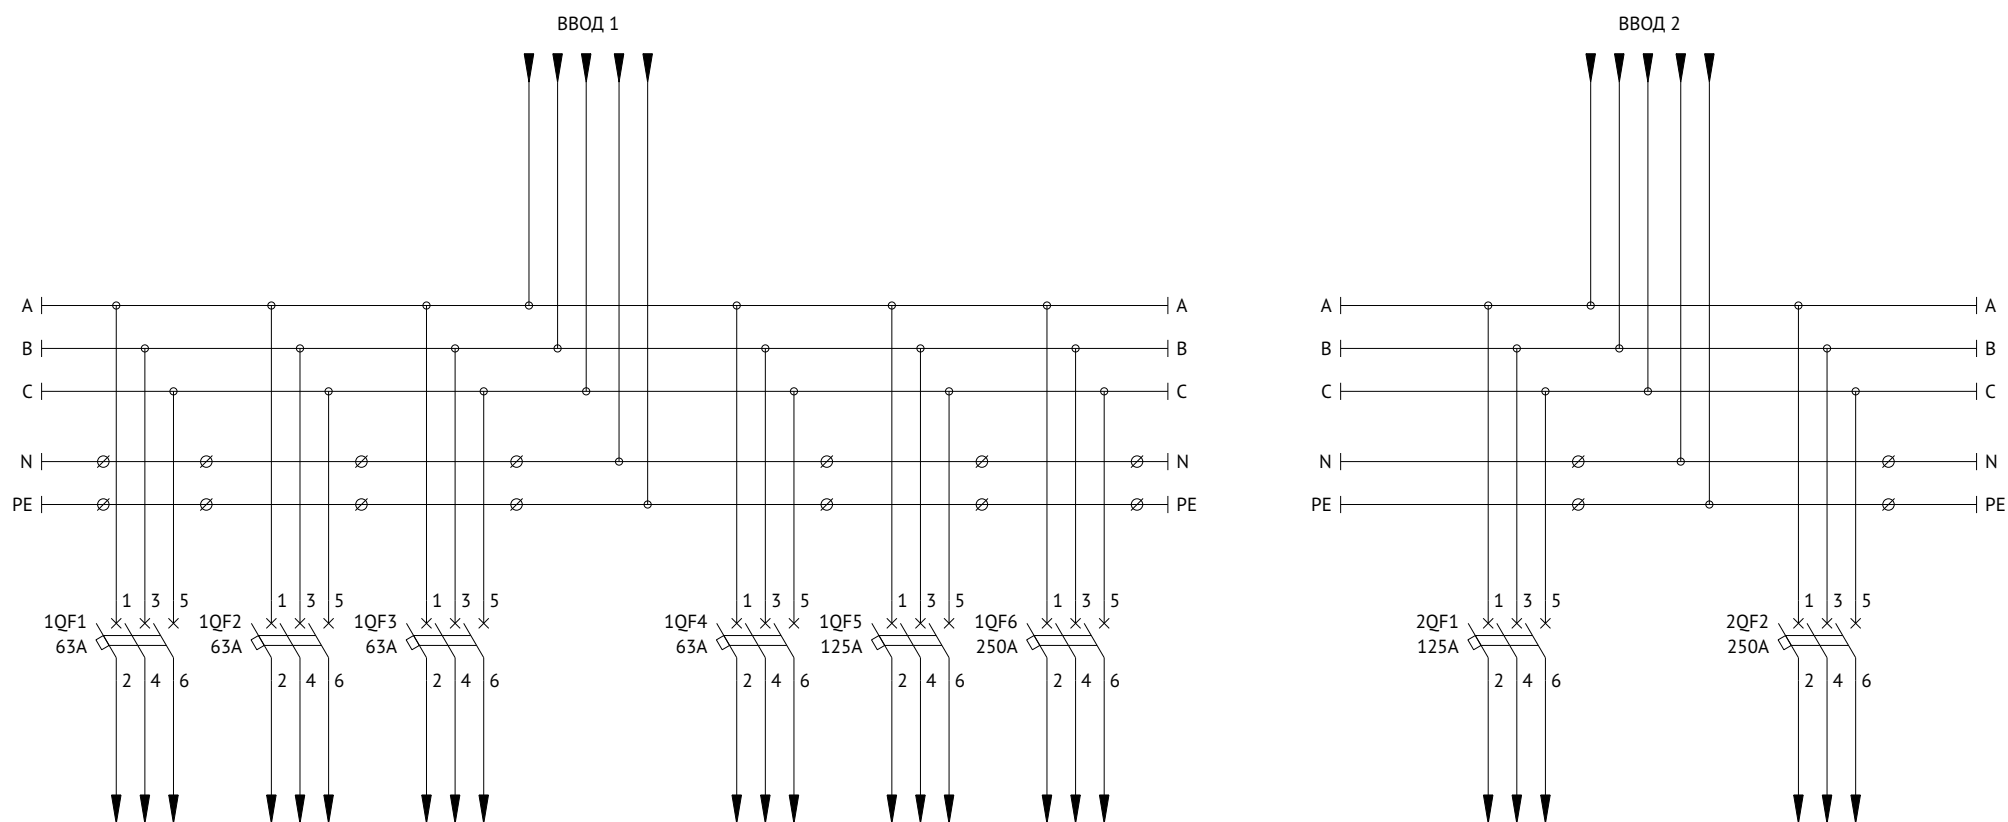 ВВОД 1
ВВОД 2
A A A A
B B B B
C C C C
N N N N
PE PE PE PE
1 3 5 1 3 5 1 3 5 1 3 5 1 3 5 1 3 5 1 3 5 1 3 5
1QF1 1QF2 1QF3 1QF4 1QF5 1QF6 2QF1 2QF2
63A 63A 63A 63A 125A 250A 125A 250A
2 4 6 2 4 6 2 4 6 2 4 6 2 4 6 2 4 6 2 4 6 2 4 6